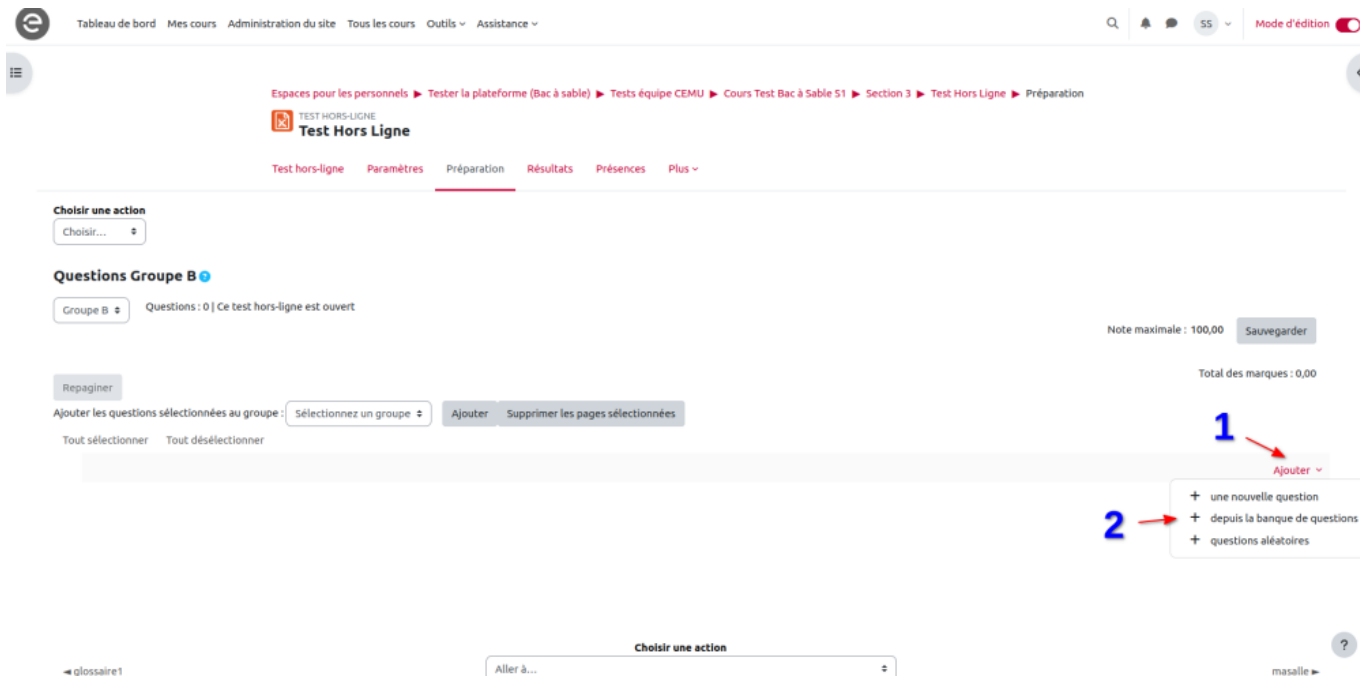 e Tableau de bord Mes cours Administration du site Tous les cours Outils Assistance SS Mode d'édition
Espaces pour les personnels ► Tester la plateforme (Bac à sable) ► Tests équipe CEMU ► Cours Test Bac à Sable S1 ► Section 3 ► Test Hors Ligne ► Préparation
TEST HORS-LIGNE
Test Hors Ligne
Test hors-ligne Paramètres Préparation Résultats Présences Plus
Choisir une action
Choisir...
Questions Groupe B ?
Groupe B Questions : 0 | Ce test hors-ligne est ouvert
Note maximale : 100,00 Sauvegarder
Total des marques : 0,00
Repaginer
Ajouter les questions sélectionnées au groupe : Sélectionnez un groupe Ajouter Supprimer les pages sélectionnées
Tout sélectionner Tout désélectionner
1
Ajouter
+ une nouvelle question
2 + depuis la banque de questions
+ questions aléatoires
Choisir une action
?
◄ glossaire1 Aller à... masalle ►